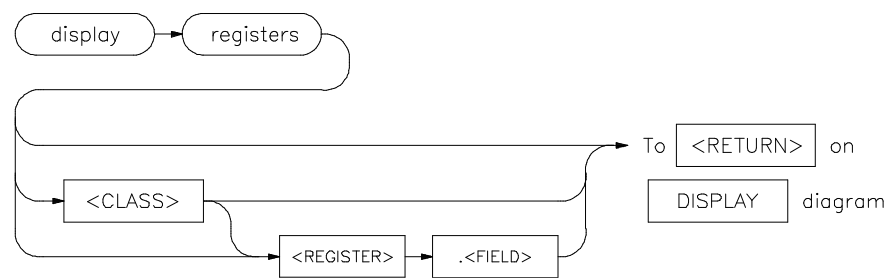 display registers
To <RETURN> on
<CLASS> DISPLAY diagram
<REGISTER> .<FIELD>